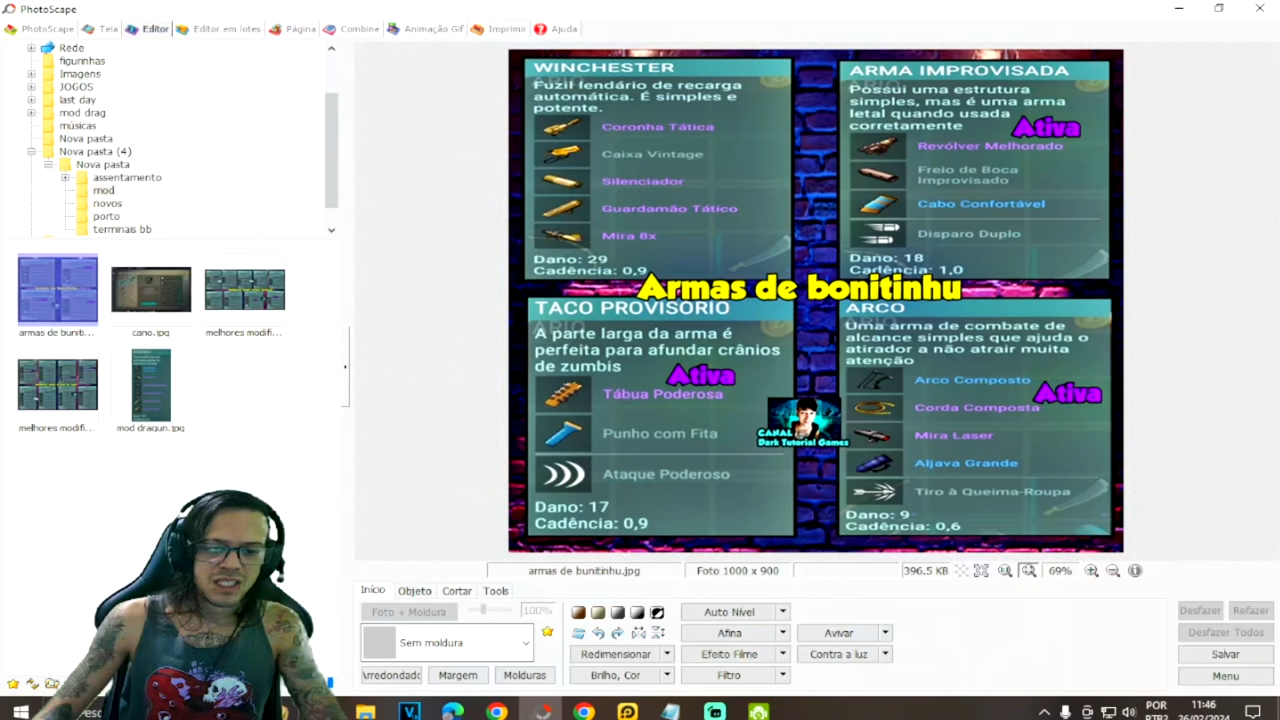 PhotoScape
PhotoScape
Tela
Editor
Editor em lotes
Página
Combine
Animação Gif
Imprimir
Ajuda
Rede
figurinhas
Imagens
JOGOS
last day
mod drag
músicas
Nova pasta
Nova pasta (4)
Nova pasta
assentamento
mod
novos
porto
terminais bb
armas de buniti...
cano.jpg
melhores modifi...
melhores modifi...
mod dragun.jpg
WINCHESTER
Fuzil lendário de recarga
automática. É simples e
potente.
Coronha Tática
Caixa Vintage
Silenciador
Guardamão Tático
Mira 8x
Dano: 29
Cadência: 0,9
ARMA IMPROVISADA
Possui uma estrutura
simples, mas é uma arma
letal quando usada
corretamente
Ativa
Revólver Melhorado
Freio de Boca
Improvisado
Cabo Confortável
Disparo Duplo
Dano: 18
Cadência: 1,0
Armas de bonitinhu
TACO PROVISÓRIO
A parte larga da arma é
perfeita para afundar crânios
de zumbis
Ativa
Tábua Poderosa
Punho com Fita
Ataque Poderoso
Dano: 17
Cadência: 0,9
CANAL
Dark Tutorial Games
ARCO
Uma arma de combate de
alcance simples que ajuda o
atirador a não atrair muita
atenção
Arco Composto
Ativa
Corda Composta
Mira Laser
Aljava Grande
Tiro à Queima-Roupa
Dano: 9
Cadência: 0,6
armas de bunitinhu.jpg
Foto 1000 x 900
396.5 KB
69%
Início
Objeto
Cortar
Tools
Foto + Moldura
100%
Sem moldura
Arredondado
Margem
Molduras
Auto Nível
Afina
Avivar
Redimensionar
Efeito Filme
Contra a luz
Brilho, Cor
Filtro
Desfazer
Refazer
Desfazer Todos
Salvar
Menu
POR
PTB2
11:46
26/02/2024